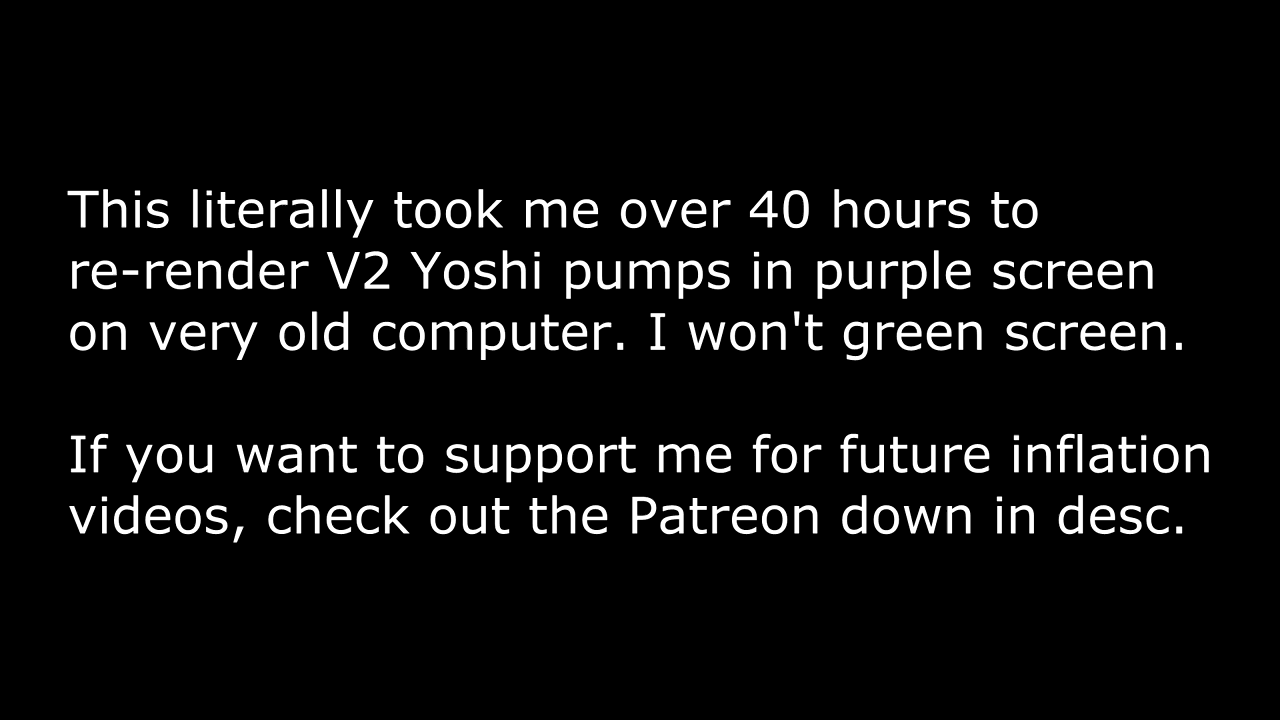 This literally took me over 40 hours to
re-render V2 Yoshi pumps in purple screen
on very old computer. I won't green screen.
If you want to support me for future inflation
videos, check out the Patreon down in desc.